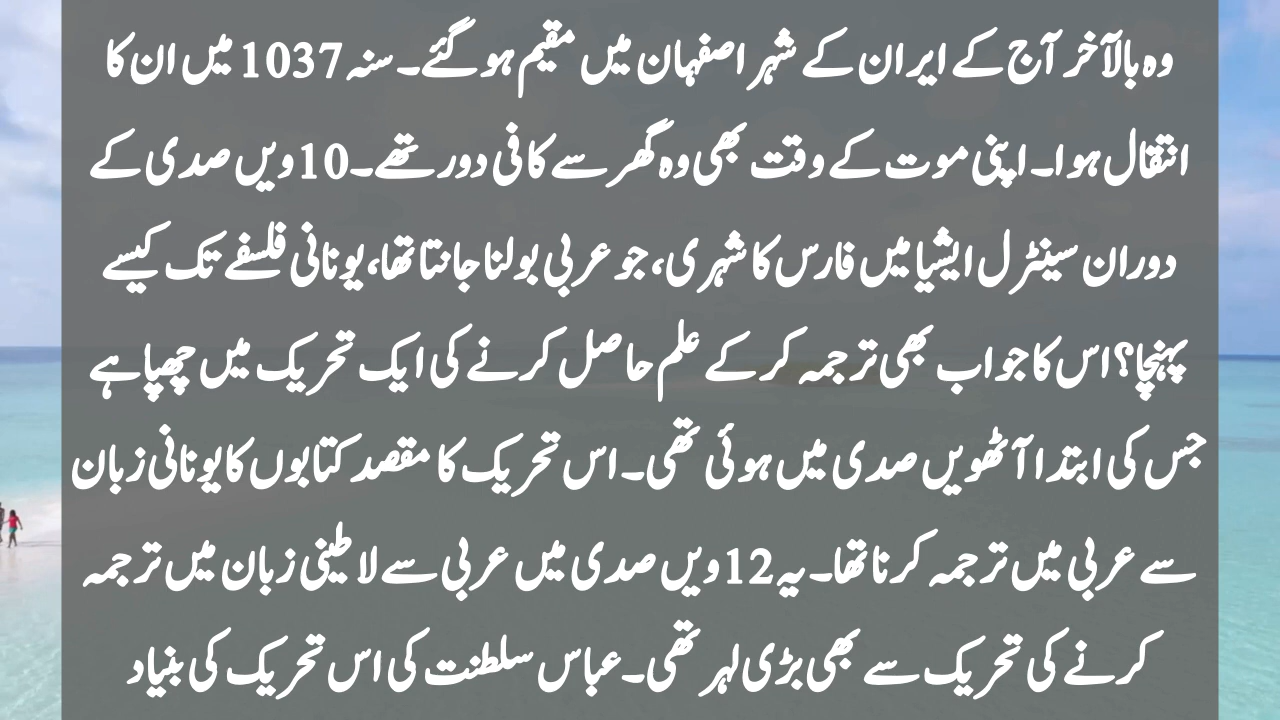 وہ بالآخر آج کے ایران کے شہر اصفہان میں مقیم ہو گئے۔ سنہ 1037 میں ان کا
انتقال ہوا۔ اپنی موت کے وقت بھی وہ گھر سے کافی دور تھے۔ 10 ویں صدی کے
دوران سینٹرل ایشیا میں فارس کا شہری، جو عربی بولنا جانتا تھا، یونانی فلسفے تک کیسے
پہنچا؟ اس کا جواب بھی ترجمہ کر کے علم حاصل کرنے کی ایک تحریک میں چھپا ہے
جس کی ابتدا آٹھویں صدی میں ہوئی تھی۔ اس تحریک کا مقصد کتابوں کا یونانی زبان
سے عربی میں ترجمہ کرنا تھا۔ یہ 12 ویں صدی میں عربی سے لاطینی زبان میں ترجمہ
کرنے کی تحریک سے بھی بڑی لہر تھی۔ عباس سلطنت کی اس تحریک کی بنیاد